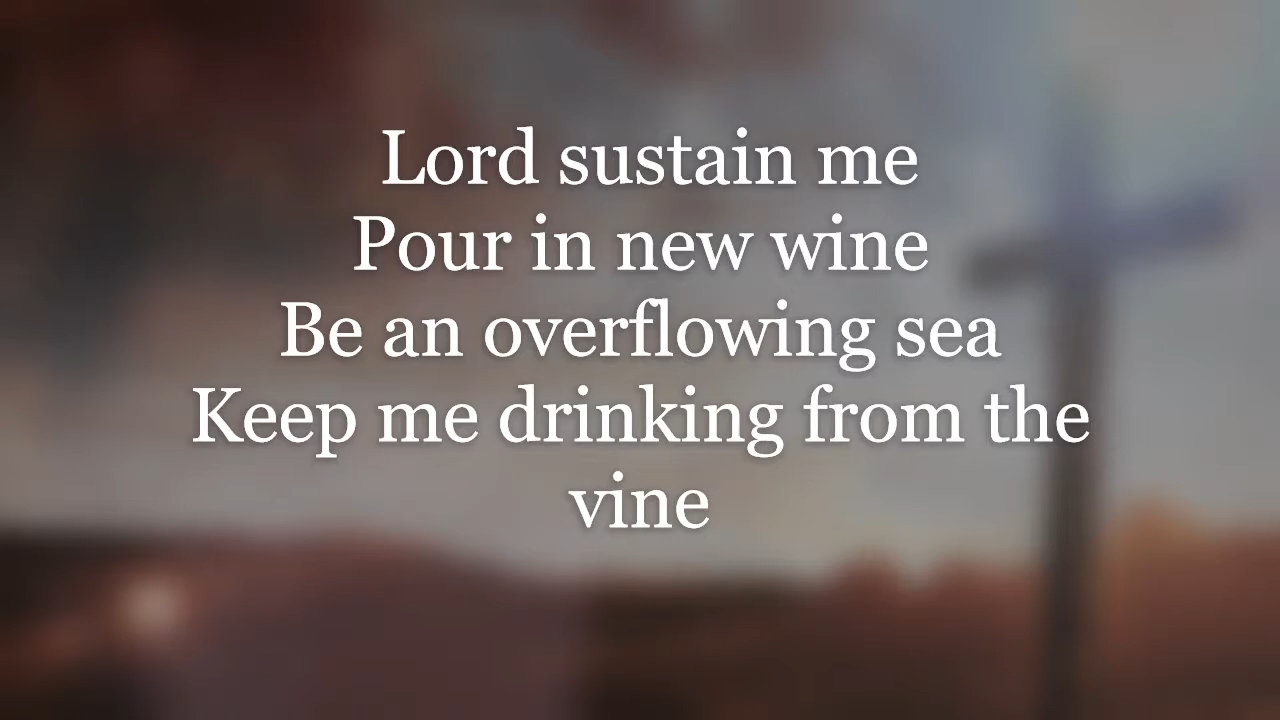 Lord sustain me
Pour in new wine
Be an overflowing sea
Keep me drinking from the
vine